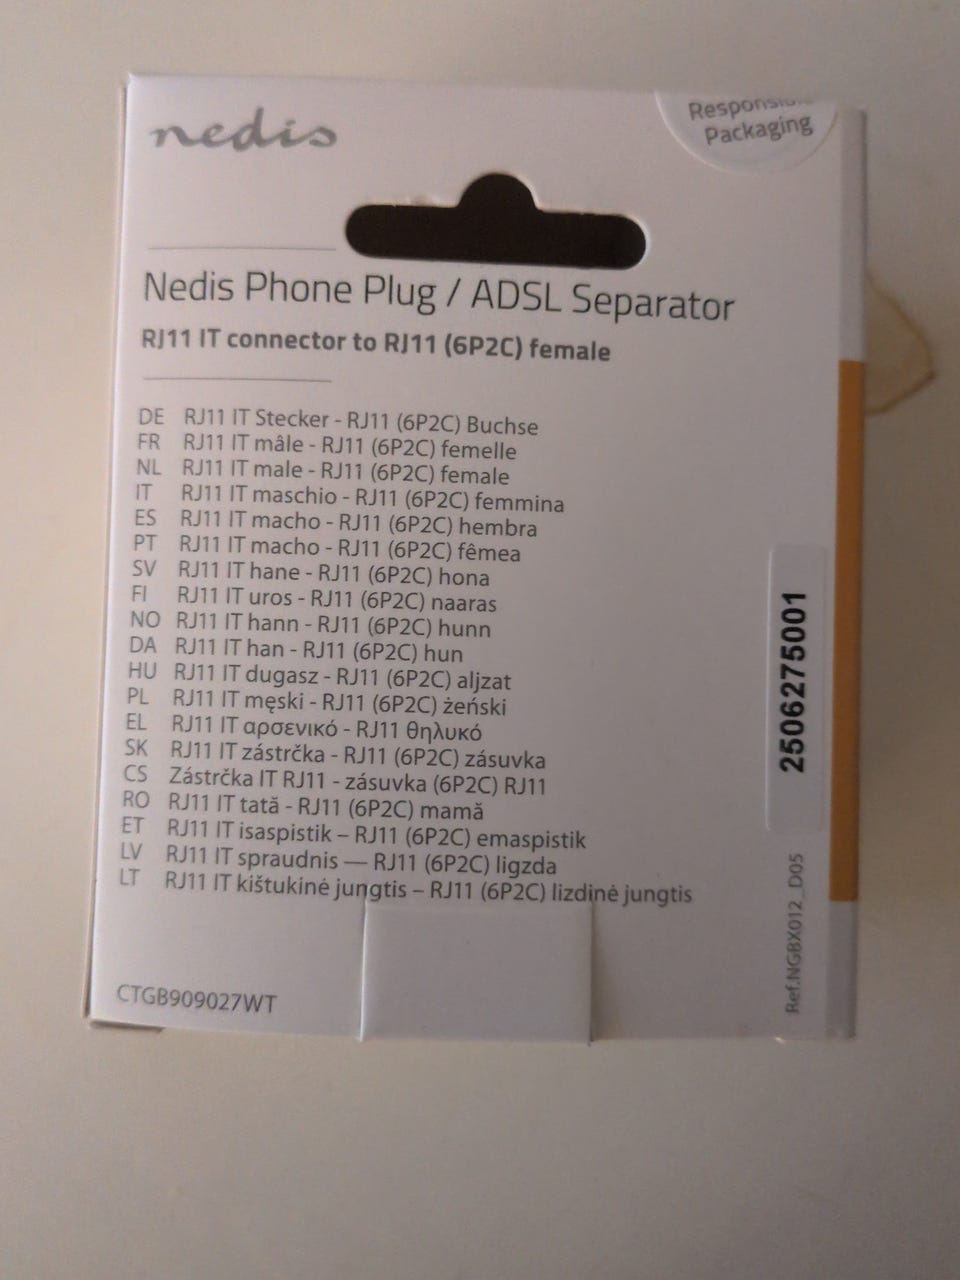 nedis
Packaging
Nedis Phone Plug / ADSL Separator
RJ11 IT connector to RJ11 (6P2C) female
DE RJ11 IT Stecker - RJ11 (6P2C) Buchse
FR RJ11 IT mâle - RJ11 (6P2C) femelle
NL RJ11 IT male - RJ11 (6P2C) female
IT RJ11 IT maschio - RJ11 (6P2C) femmina
ES RJ11 IT macho - RJ11 (6P2C) hembra
PT RJ11 IT macho - RJ11 (6P2C) fêmea
SV RJ11 IT hane - RJ11 (6P2C) hona
FI RJ11 IT uros - RJ11 (6P2C) naaras
NO RJ11 IT hann - RJ11 (6P2C) hunn
DA RJ11 IT han - RJ11 (6P2C) hun
HU RJ11 IT dugasz - RJ11 (6P2C) aljzat
PL RJ11 IT męski - RJ11 (6P2C) żeński
EL RJ11 IT αρσενικό - RJ11 θηλυκό
SK RJ11 IT zástrčka - RJ11 (6P2C) zásuvka
CS Zástrčka IT RJ11 - zásuvka (6P2C) RJ11
RO RJ11 IT tată - RJ11 (6P2C) mamă
ET RJ11 IT isaspistik – RJ11 (6P2C) emaspistik
LV RJ11 IT spraudnis — RJ11 (6P2C) ligzda
LT RJ11 IT kištukinė jungtis – RJ11 (6P2C) lizdinė jungtis
CTGB909027WT
2506275001
Ref.NGBX012_D05